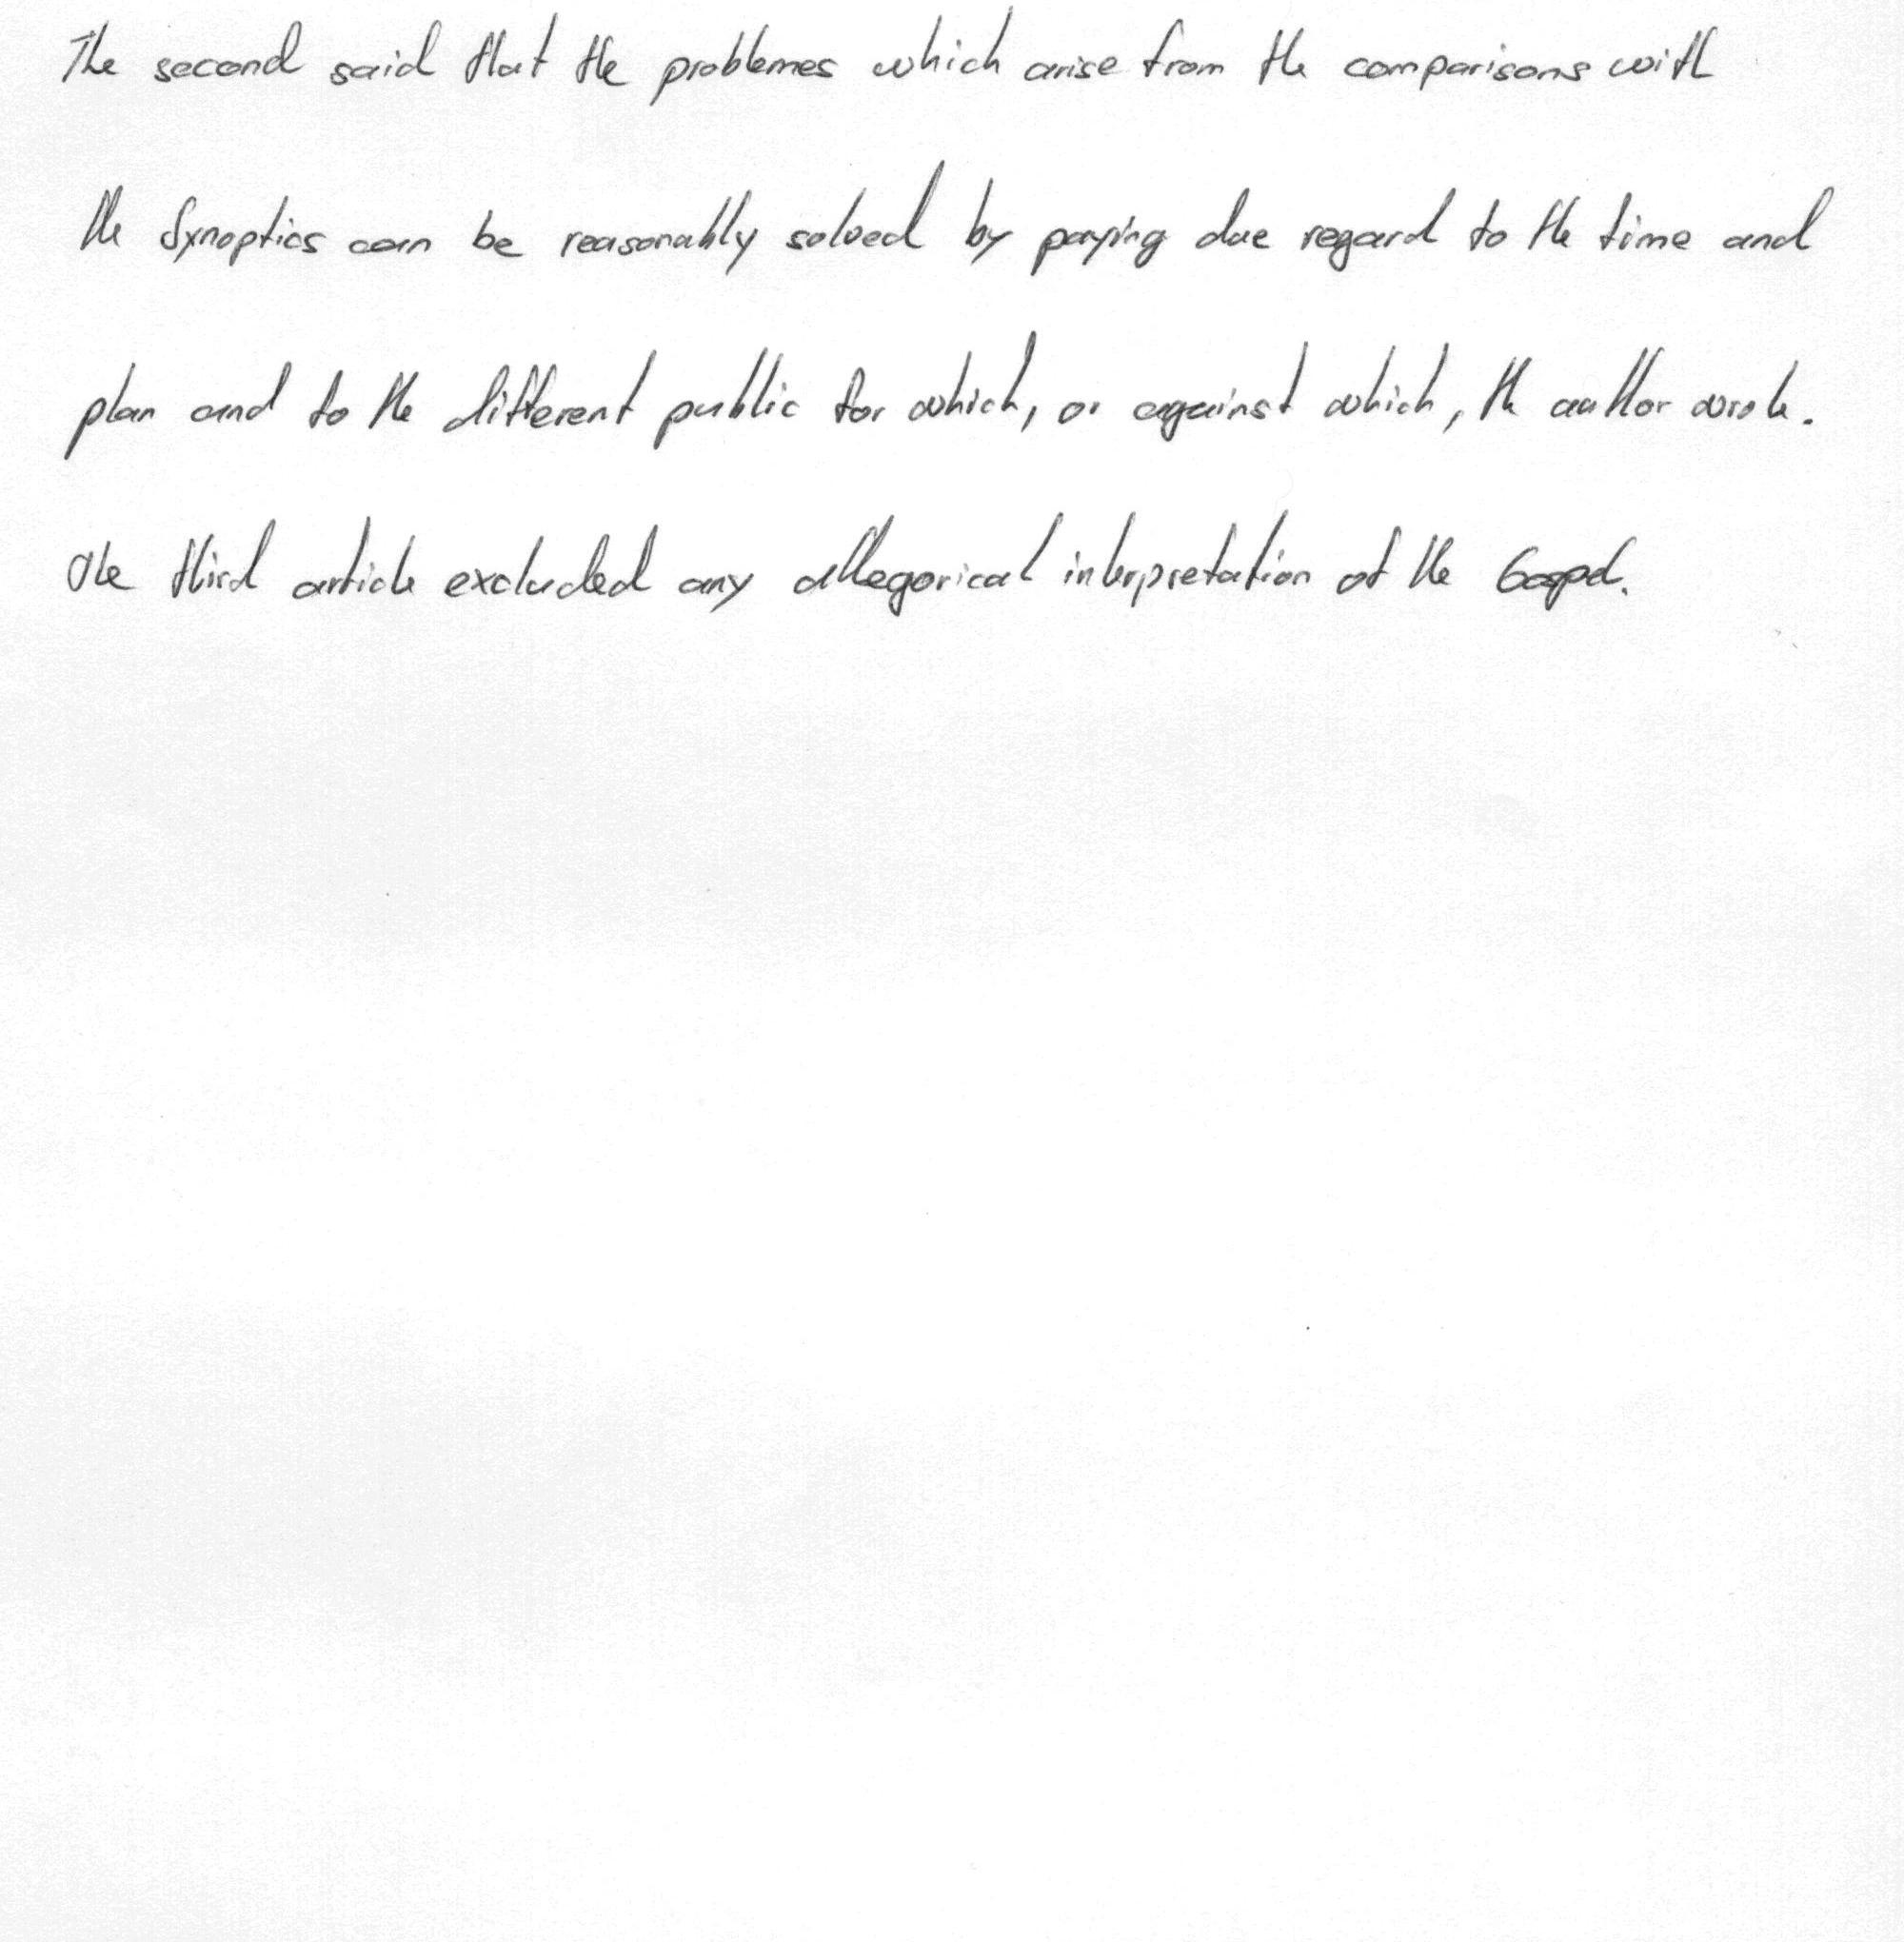 The second said that the problemes which arise from the comparisons with
the Synoptics can be reasonably solved by paying due regard to the time and
plan and to the different public for which, or against which, the author wrote.
The third article excluded any allegorical interpretation of the Gospel.